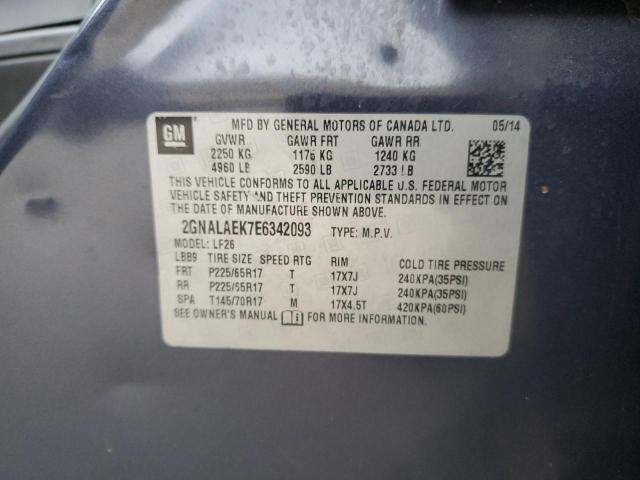 GM
MFD BY GENERAL MOTORS OF CANADA LTD. 05/14
GVWR GAWR FRT GAWR RR
2250 KG 1176 KG 1240 KG
4960 LB 2590 LB 2733 LB
THIS VEHICLE CONFORMS TO ALL APPLICABLE U.S. FEDERAL MOTOR
VEHICLE SAFETY AND THEFT PREVENTION STANDARDS IN EFFECT ON
THE DATE OF MANUFACTURE SHOWN ABOVE.
2GNALAEK7E6342093 TYPE: M.P.V.
MODEL: LF26
LBB9 TIRE SIZE SPEED RTG RIM COLD TIRE PRESSURE
FRT P225/65R17 T 17X7J 240KPA(35PSI)
RR P225/65R17 T 17X7J 240KPA(35PSI)
SPA T145/70R17 M 17X4.5T 420KPA(60PSI)
SEE OWNER'S MANUAL FOR MORE INFORMATION